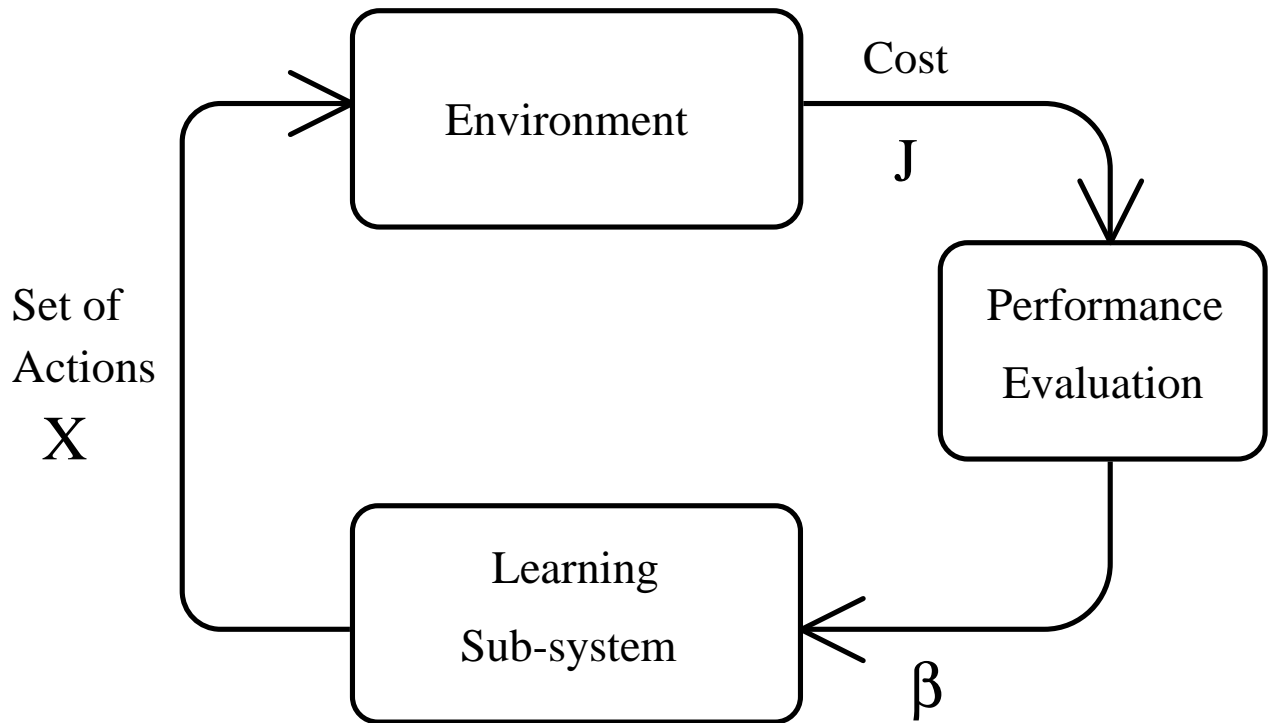 Cost
Environment
J
Set of
Actions
X
Performance
Evaluation
Learning
Sub-system
β